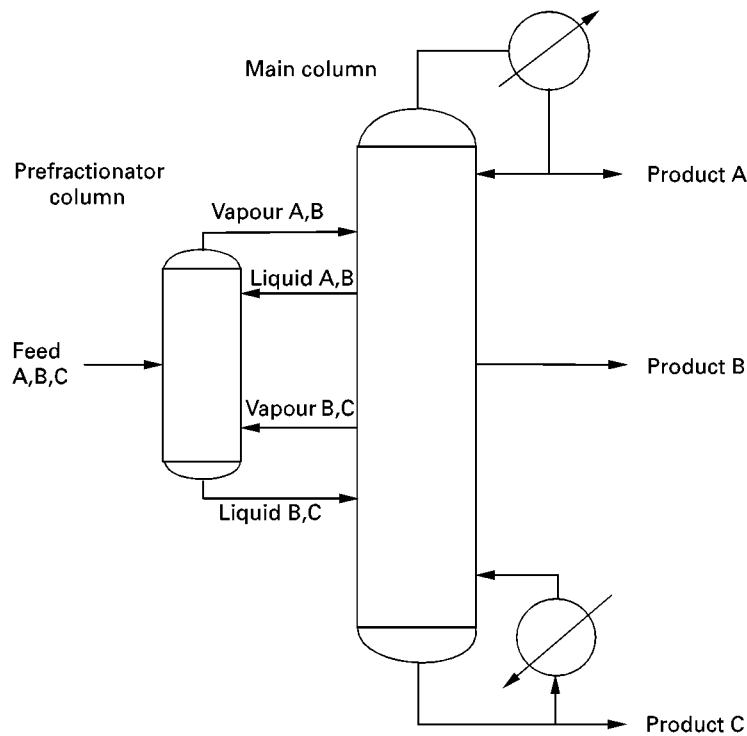 Main column
Prefractionator
column
Product A
Vapour A,B
Liquid A,B
Feed
A,B,C
Product B
Vapour B,C
Liquid B,C
Product C